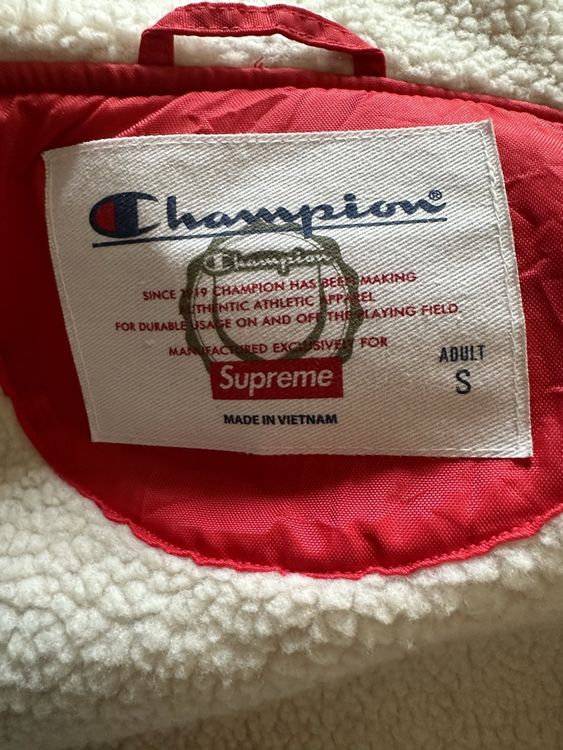 Champion®
Champion
SINCE 1919 CHAMPION HAS BEEN MAKING
AUTHENTIC ATHLETIC APPAREL
FOR DURABLE USAGE ON AND OFF THE PLAYING FIELD.
MANUFACTURED EXCLUSIVELY FOR
Supreme
ADULT
S
MADE IN VIETNAM